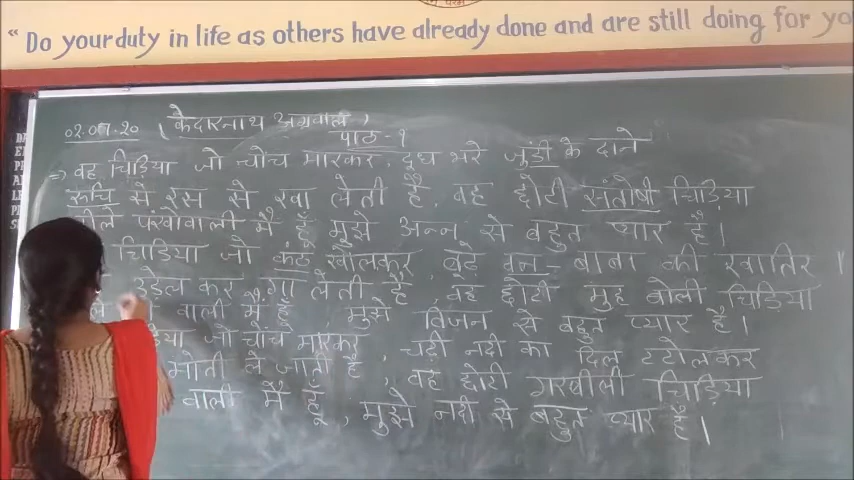 "Do your duty in life as others have already done and are still doing for yo
02.07.20 (केदारनाथ अग्रवाल)
पाठ-१
⇒ वह चिड़िया जो चोंच मारकर, दूध भरे जुंडी के दाने
रूचि से रस से खा लेती है, वह छोटी संतोषी चिड़िया
नीले पंखोवाली मैं हूँ मुझे अन्न से बहुत प्यार है।
चिड़िया जो कंठ खोलकर बूढ़े वन-बाबा की खातिर
उड़ेल कर गा लेती है, वह छोटी मुंह बोली चिड़िया
वाली मैं हूँ, मुझे विजन से बहुत प्यार है।
जो चोंच मारकर, चढ़ी नदी का दिल टटोलकर
मोती ले जाती है, वह छोटी गरबीली चिड़िया
वाली मैं हूँ, मुझे नदी से बहुत प्यार है।